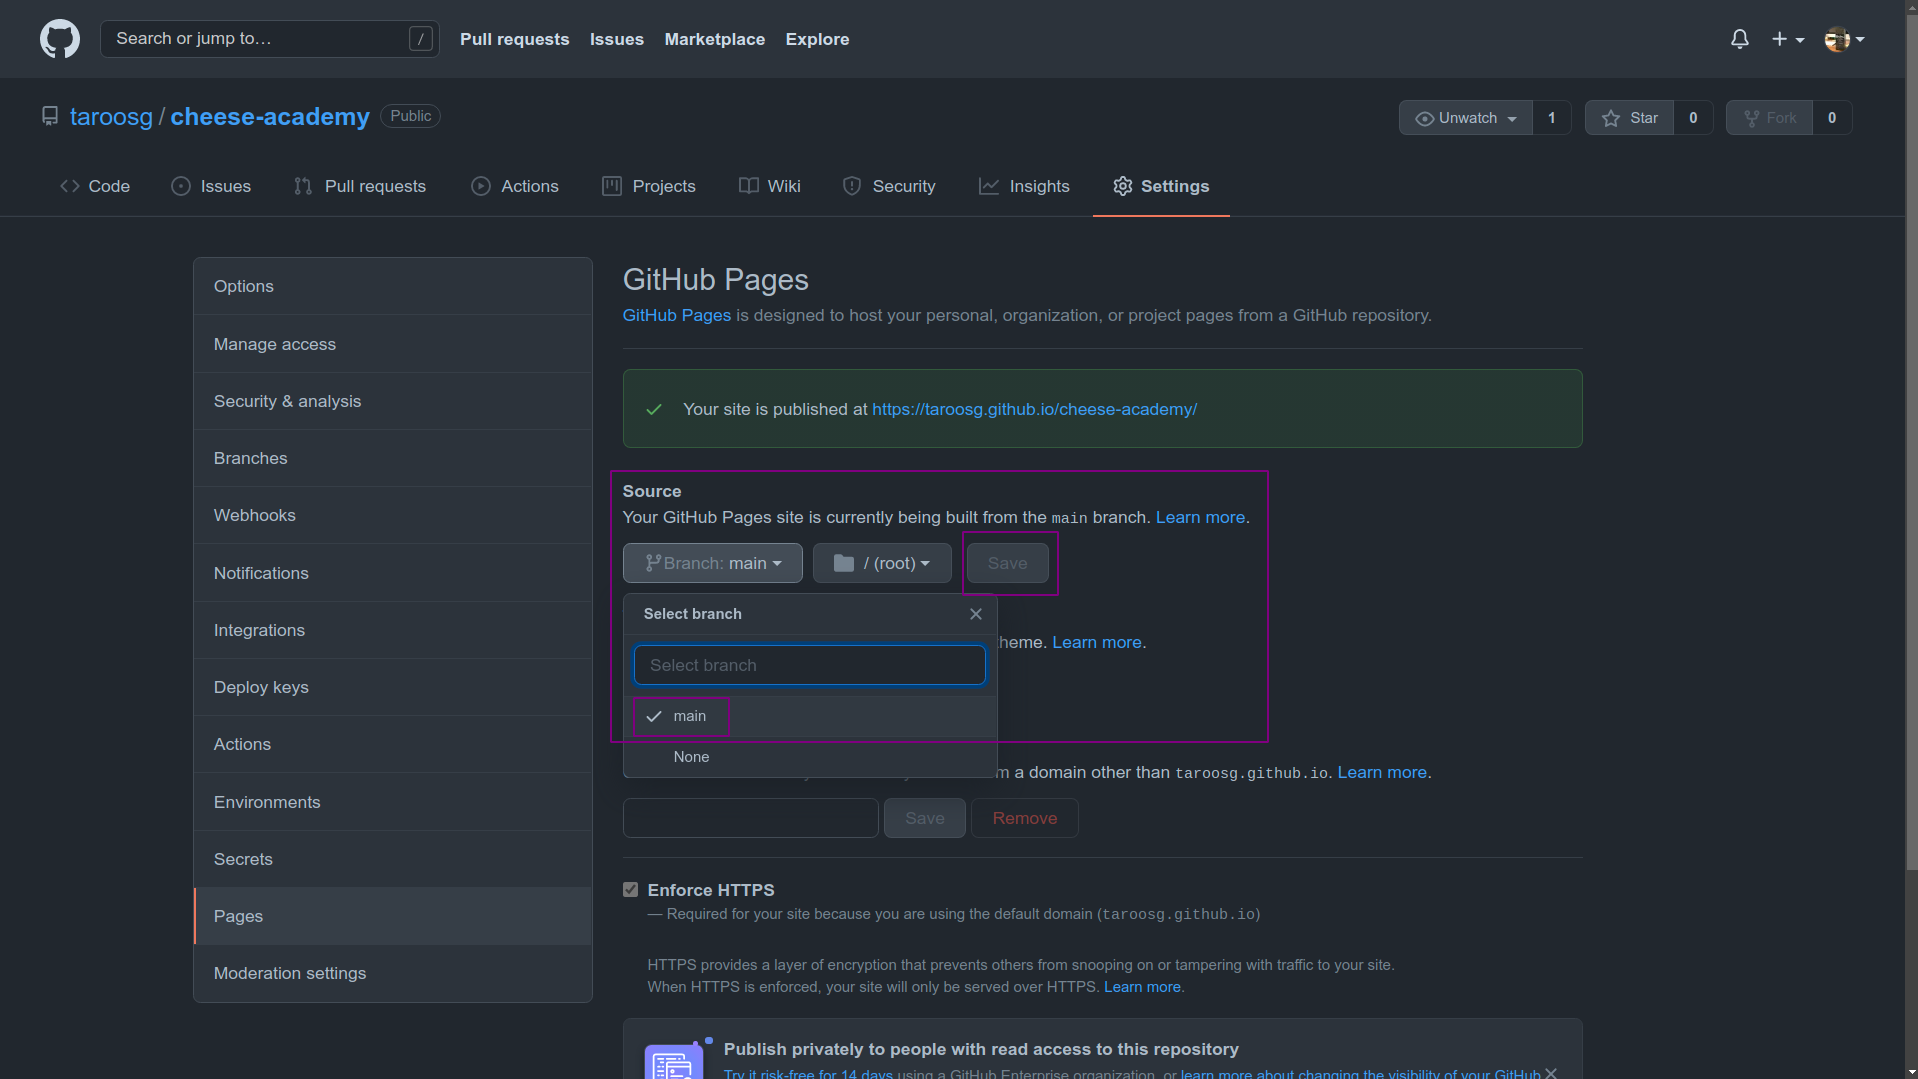 Search or jump to… / Pull requests Issues Marketplace Explore
taroosg / cheese-academy Public Unwatch 1 Star 0 Fork 0
Code Issues Pull requests Actions Projects Wiki Security Insights Settings
Options
Manage access
Security & analysis
Branches
Webhooks
Notifications
Integrations
Deploy keys
Actions
Environments
Secrets
Pages
Moderation settings
GitHub Pages
GitHub Pages is designed to host your personal, organization, or project pages from a GitHub repository.
Your site is published at https://taroosg.github.io/cheese-academy/
Source
Your GitHub Pages site is currently being built from the main branch. Learn more.
Branch: main / (root) Save
Select branch
heme. Learn more.
Select branch
main
None
m a domain other than taroosg.github.io. Learn more.
Save Remove
Enforce HTTPS
— Required for your site because you are using the default domain (taroosg.github.io)
HTTPS provides a layer of encryption that prevents others from snooping on or tampering with traffic to your site.
When HTTPS is enforced, your site will only be served over HTTPS. Learn more.
Publish privately to people with read access to this repository
Try it risk-free for 14 days using a GitHub Enterprise organization, or learn more about changing the visibility of your GitHub